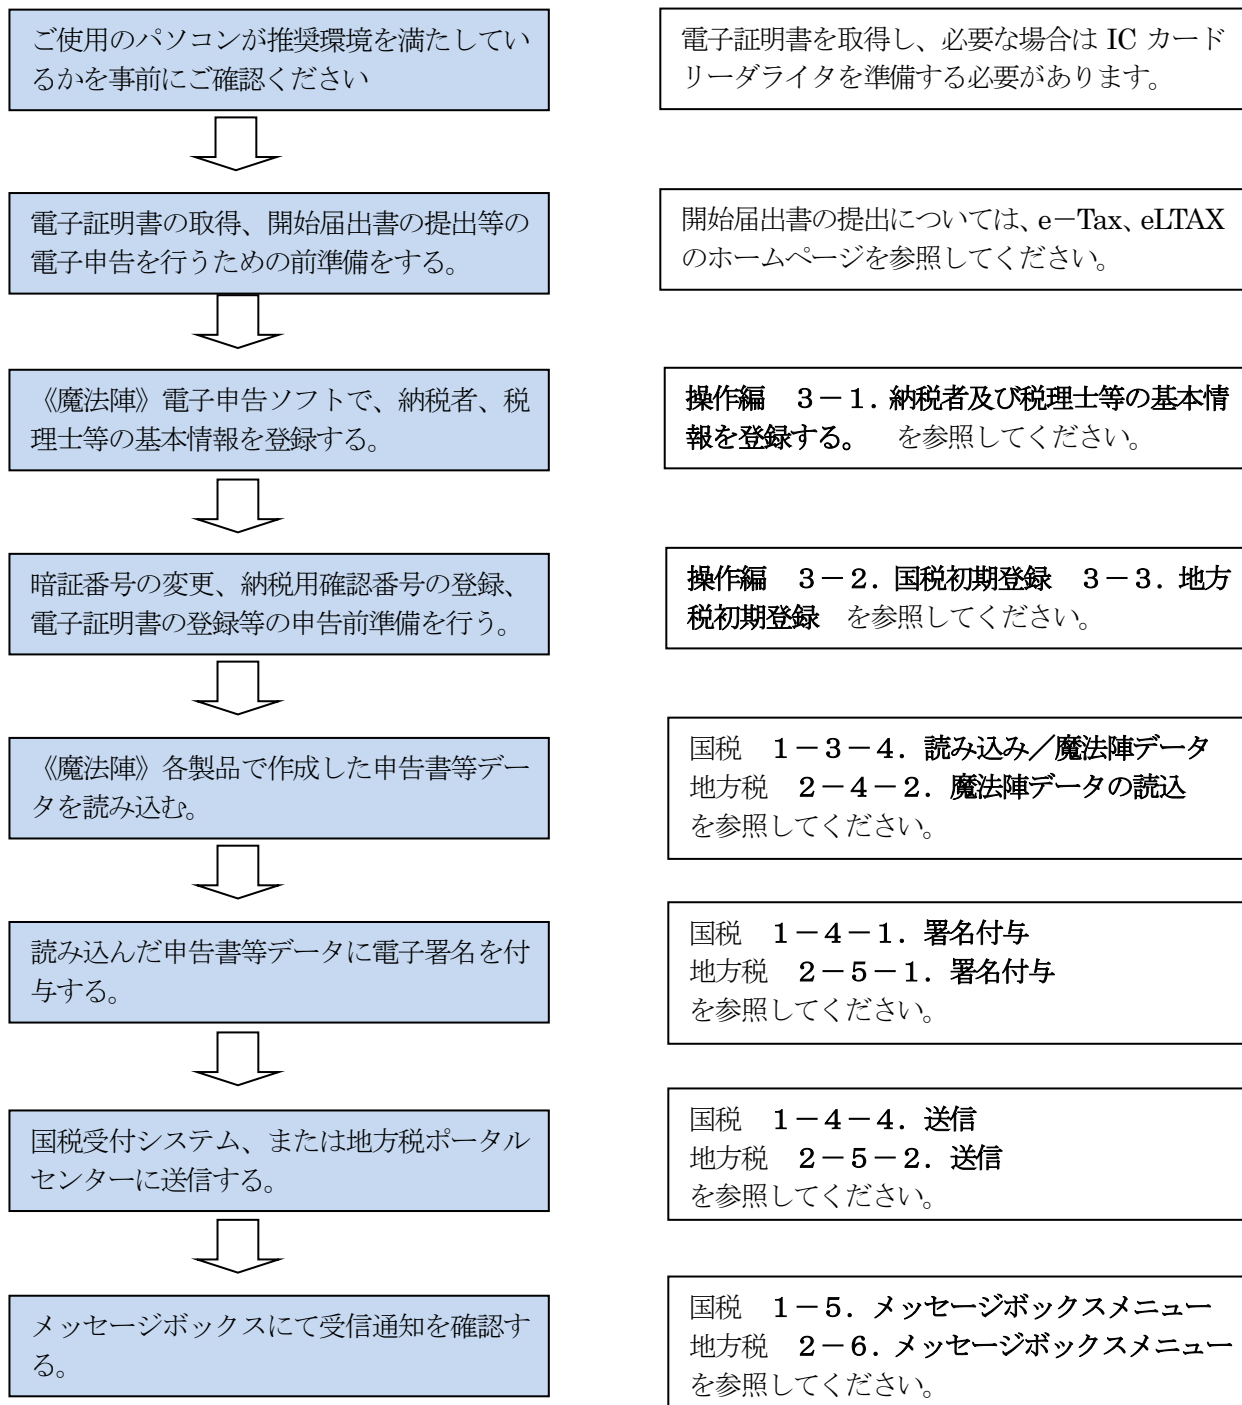 ご使用のパソコンが推奨環境を満たしてい
るかを事前にご確認ください
電子証明書を取得し、必要な場合は IC カード
リーダライタを準備する必要があります。
電子証明書の取得、開始届出書の提出等の
電子申告を行うための前準備をする。
開始届出書の提出については、e－Tax、eLTAX
のホームページを参照してください。
《魔法陣》電子申告ソフトで、納税者、税
理士等の基本情報を登録する。
操作編　３－１．納税者及び税理士等の基本情
報を登録する。　を参照してください。
暗証番号の変更、納税用確認番号の登録、
電子証明書の登録等の申告前準備を行う。
操作編　３－２．国税初期登録　３－３．地方
税初期登録　を参照してください。
《魔法陣》各製品で作成した申告書等デー
タを読み込む。
国税　１－３－４．読み込み／魔法陣データ
地方税　２－４－２．魔法陣データの読込
を参照してください。
読み込んだ申告書等データに電子署名を付
与する。
国税　１－４－１．署名付与
地方税　２－５－１．署名付与
を参照してください。
国税受付システム、または地方税ポータル
センターに送信する。
国税　１－４－４．送信
地方税　２－５－２．送信
を参照してください。
メッセージボックスにて受信通知を確認す
る。
国税　１－５．メッセージボックスメニュー
地方税　２－６．メッセージボックスメニュー
を参照してください。